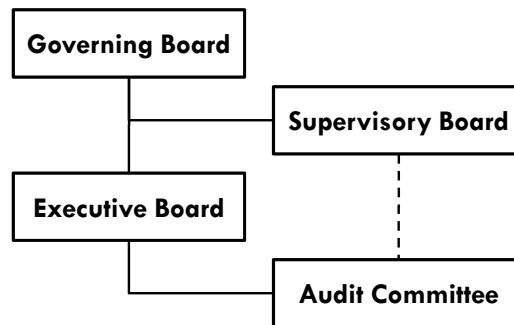 Governing Board
Supervisory Board
Executive Board
Audit Committee